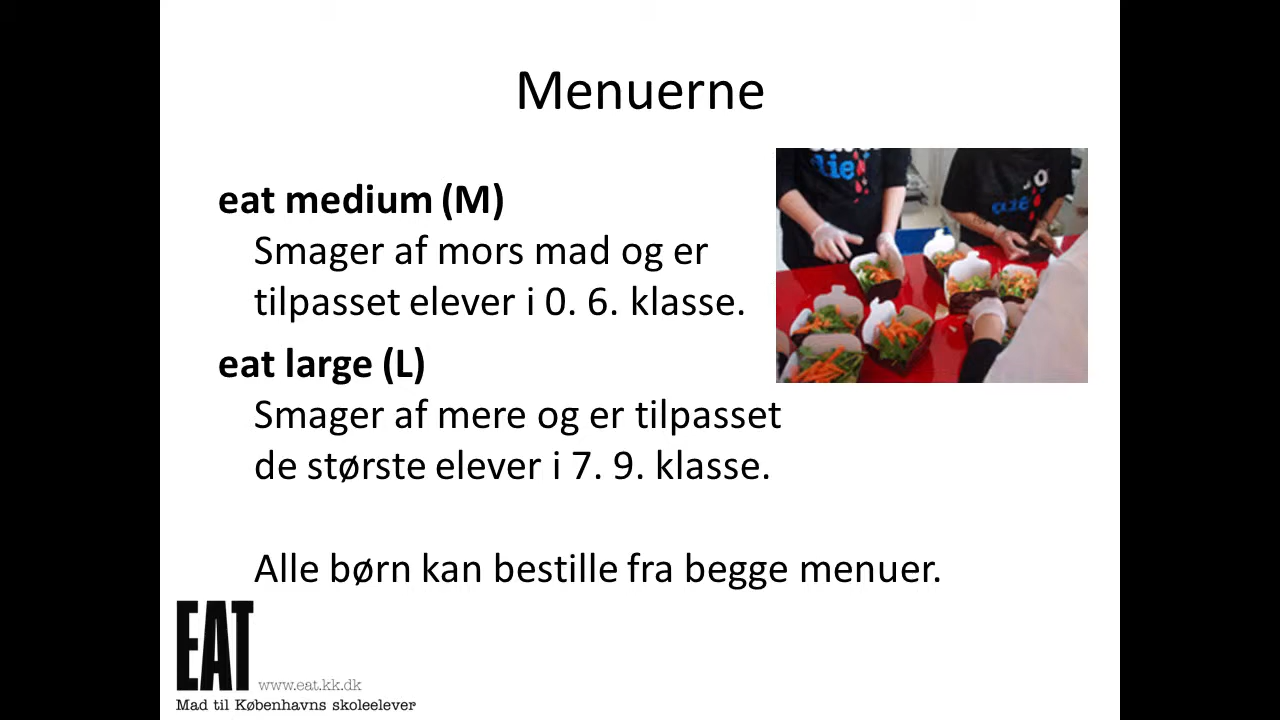 Menuerne
eat medium (M)
Smager af mors mad og er
tilpasset elever i 0. 6. klasse.
eat large (L)
Smager af mere og er tilpasset
de største elever i 7. 9. klasse.
Alle børn kan bestille fra begge menuer.
EAT
www.eat.kk.dk
Mad til Københavns skoleelever